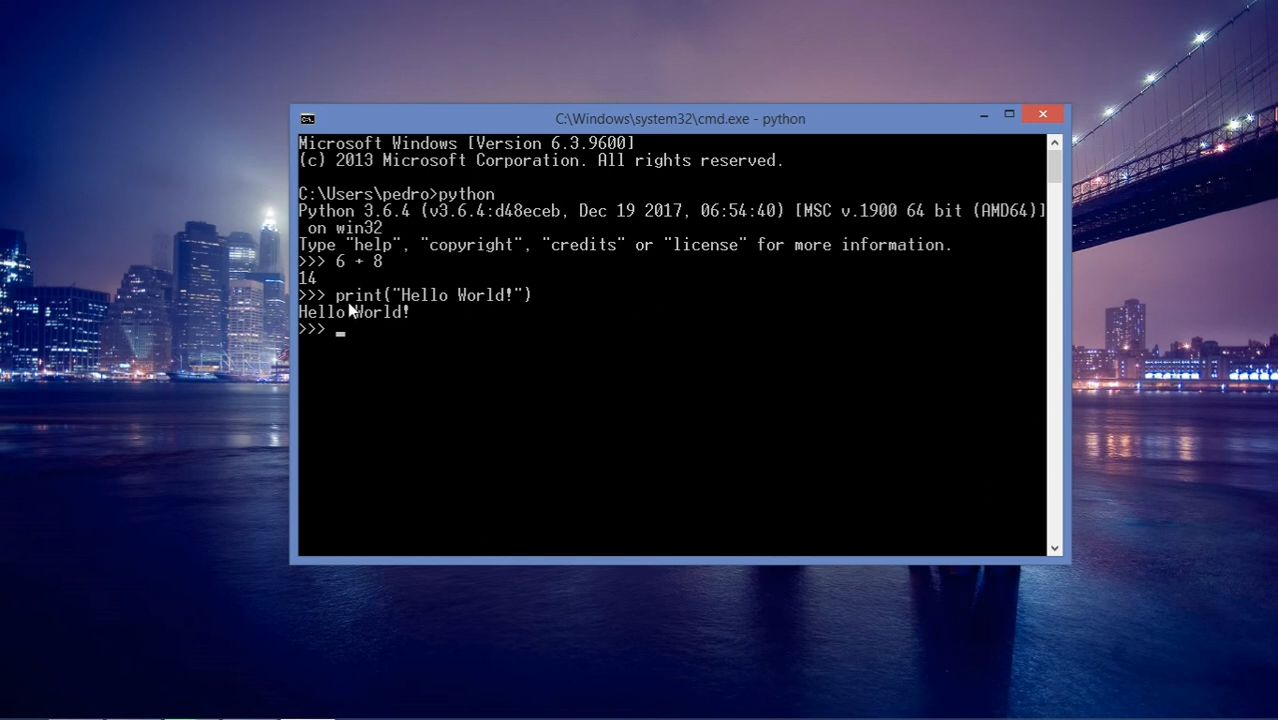 C:\Windows\system32\cmd.exe - python
Microsoft Windows [Version 6.3.9600]
(c) 2013 Microsoft Corporation. All rights reserved.
C:\Users\pedro>python
Python 3.6.4 (v3.6.4:d48eceb, Dec 19 2017, 06:54:40) [MSC v.1900 64 bit (AMD64)]
on win32
Type "help", "copyright", "credits" or "license" for more information.
>>> 6 + 8
14
>>> print("Hello World!")
Hello World!
>>> _